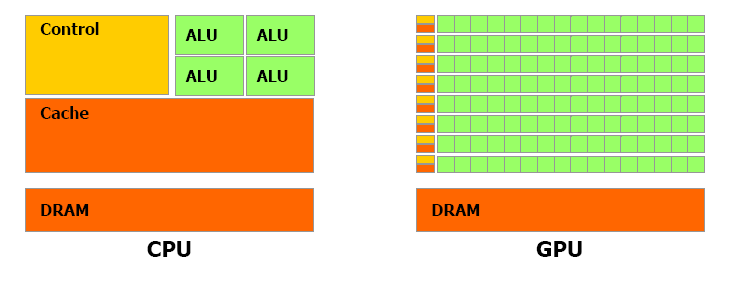 Control
ALU
ALU
ALU
ALU
Cache
DRAM
CPU
DRAM
GPU